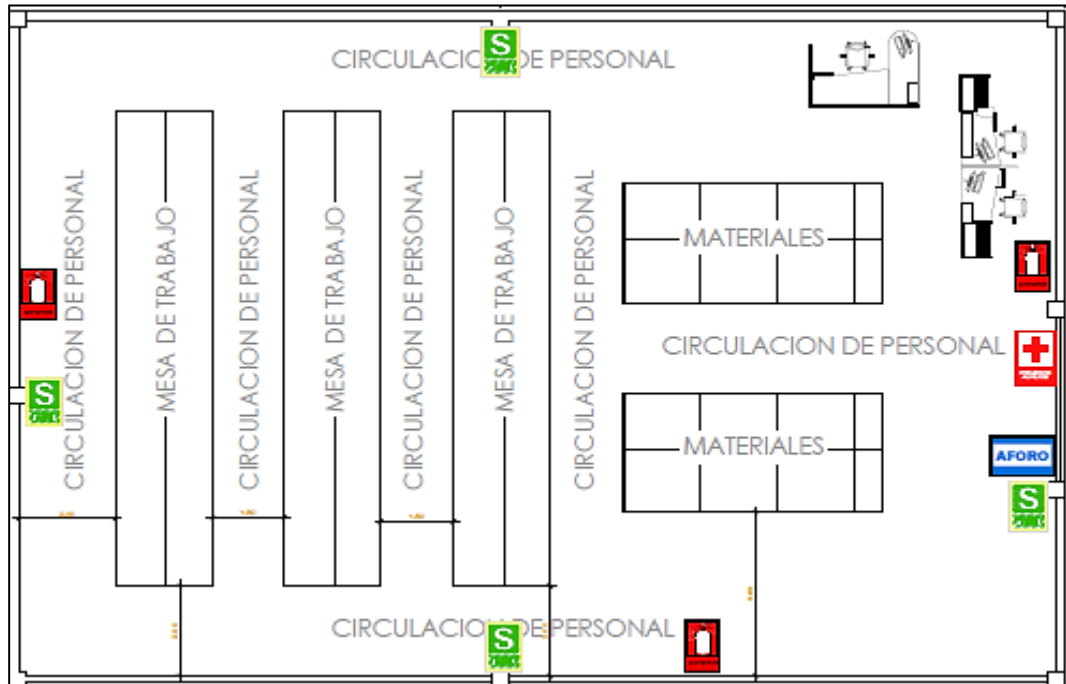 CIRCULACION DE PERSONAL
S
CIRCULACION DE PERSONAL
MESA DE TRABAJO
CIRCULACION DE PERSONAL
MESA DE TRABAJO
CIRCULACION DE PERSONAL
MESA DE TRABAJO
CIRCULACION DE PERSONAL
MATERIALES
CIRCULACION DE PERSONAL
S
MATERIALES
AFORO
S
CIRCULACION DE PERSONAL
S